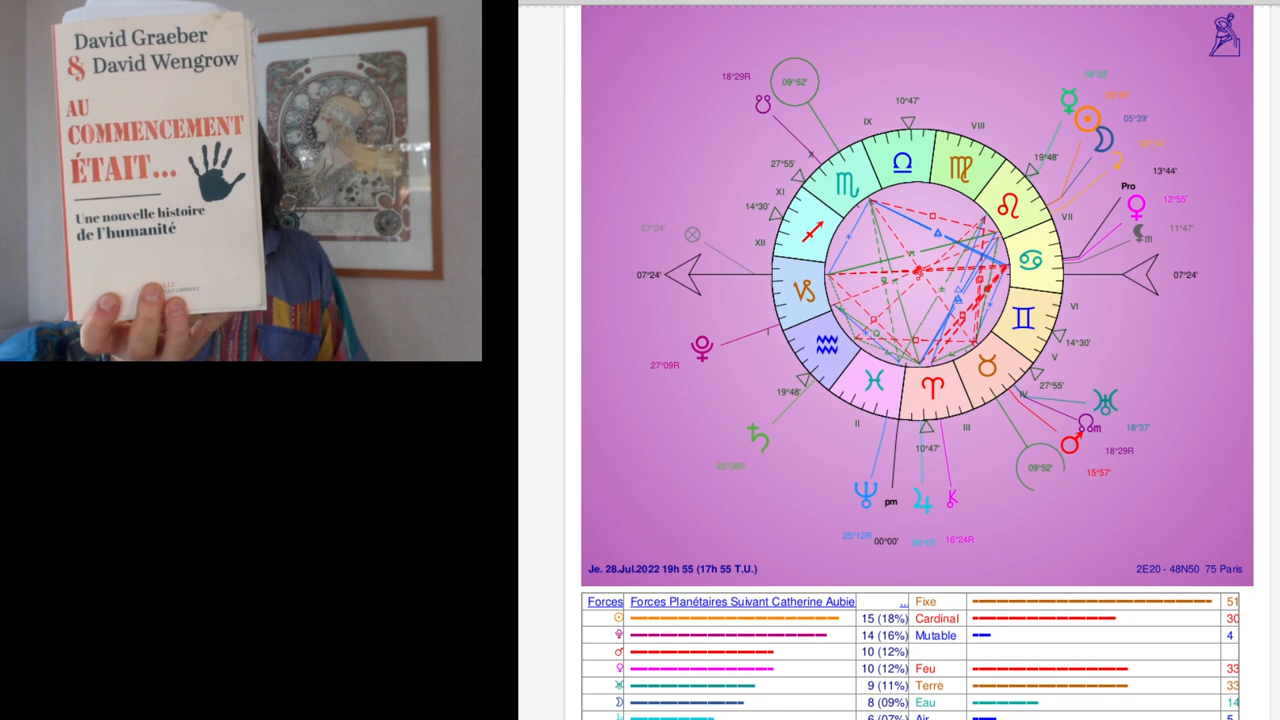 David Graeber
& David Wengrow
AU
COMMENCEMENT
ÉTAIT...
Une nouvelle histoire
de l'humanité
18°29R
09°52'
10°47'
IX
VIII
05°39'
X
19°48'
27°55'
13°44'
Pro
XI
12°55'
14°30'
VII
m
11°47'
XII
07°24'
07°24'
07°24'
VI
I
14°30'
V
27°09R
27°55'
19°48'
IV
m
18°37'
II
III
10°47'
18°29R
09°52'
15°57'
pm
25°12R
00°00'
16°24R
Je. 28.Jul.2022 19h 55 (17h 55 T.U.)
2E20 - 48N50 75 Paris
Forces Forces Planétaires Suivant Catherine Aubie ... Fixe 51
15 (18%) Cardinal 30
14 (16%) Mutable 4
10 (12%)
10 (12%) Feu 33
9 (11%) Terre 33
8 (09%) Eau 14
6 (07%) Air 5